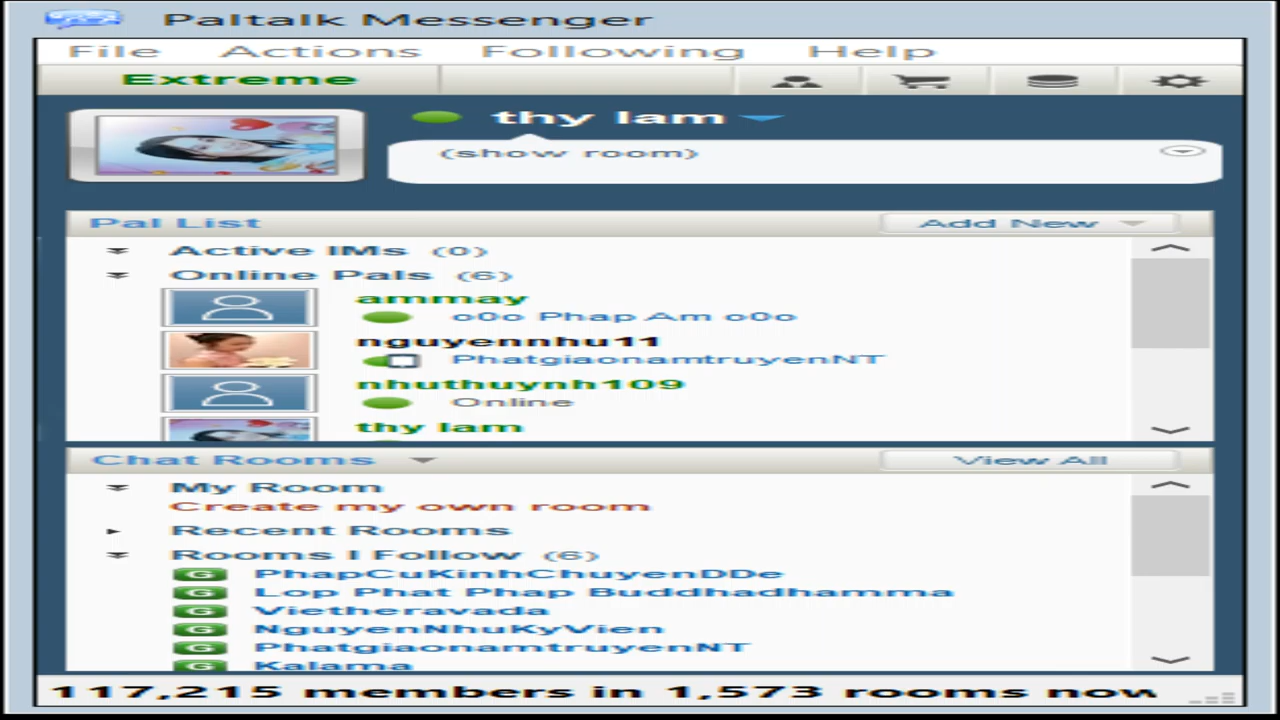 Paltalk Messenger
File Actions Following Help
Extreme
thy lam
(show room)
Pal List Add New
Active IMs (0)
Online Pals (6)
ammay
o0o Phap Am o0o
nguyennhu11
PhatgiaonamtruyenNT
nhuthuynh109
Online
thy lam
Chat Rooms View All
My Room
Create my own room
Recent Rooms
Rooms I Follow (6)
G PhapCuKinhChuyenDDe
G Lop Phat Phap Buddhadhamma
G Vietheravada
G NguyenNhuKyVien
G PhatgiaonamtruyenNT
G Kalama
117,215 members in 1,573 rooms now